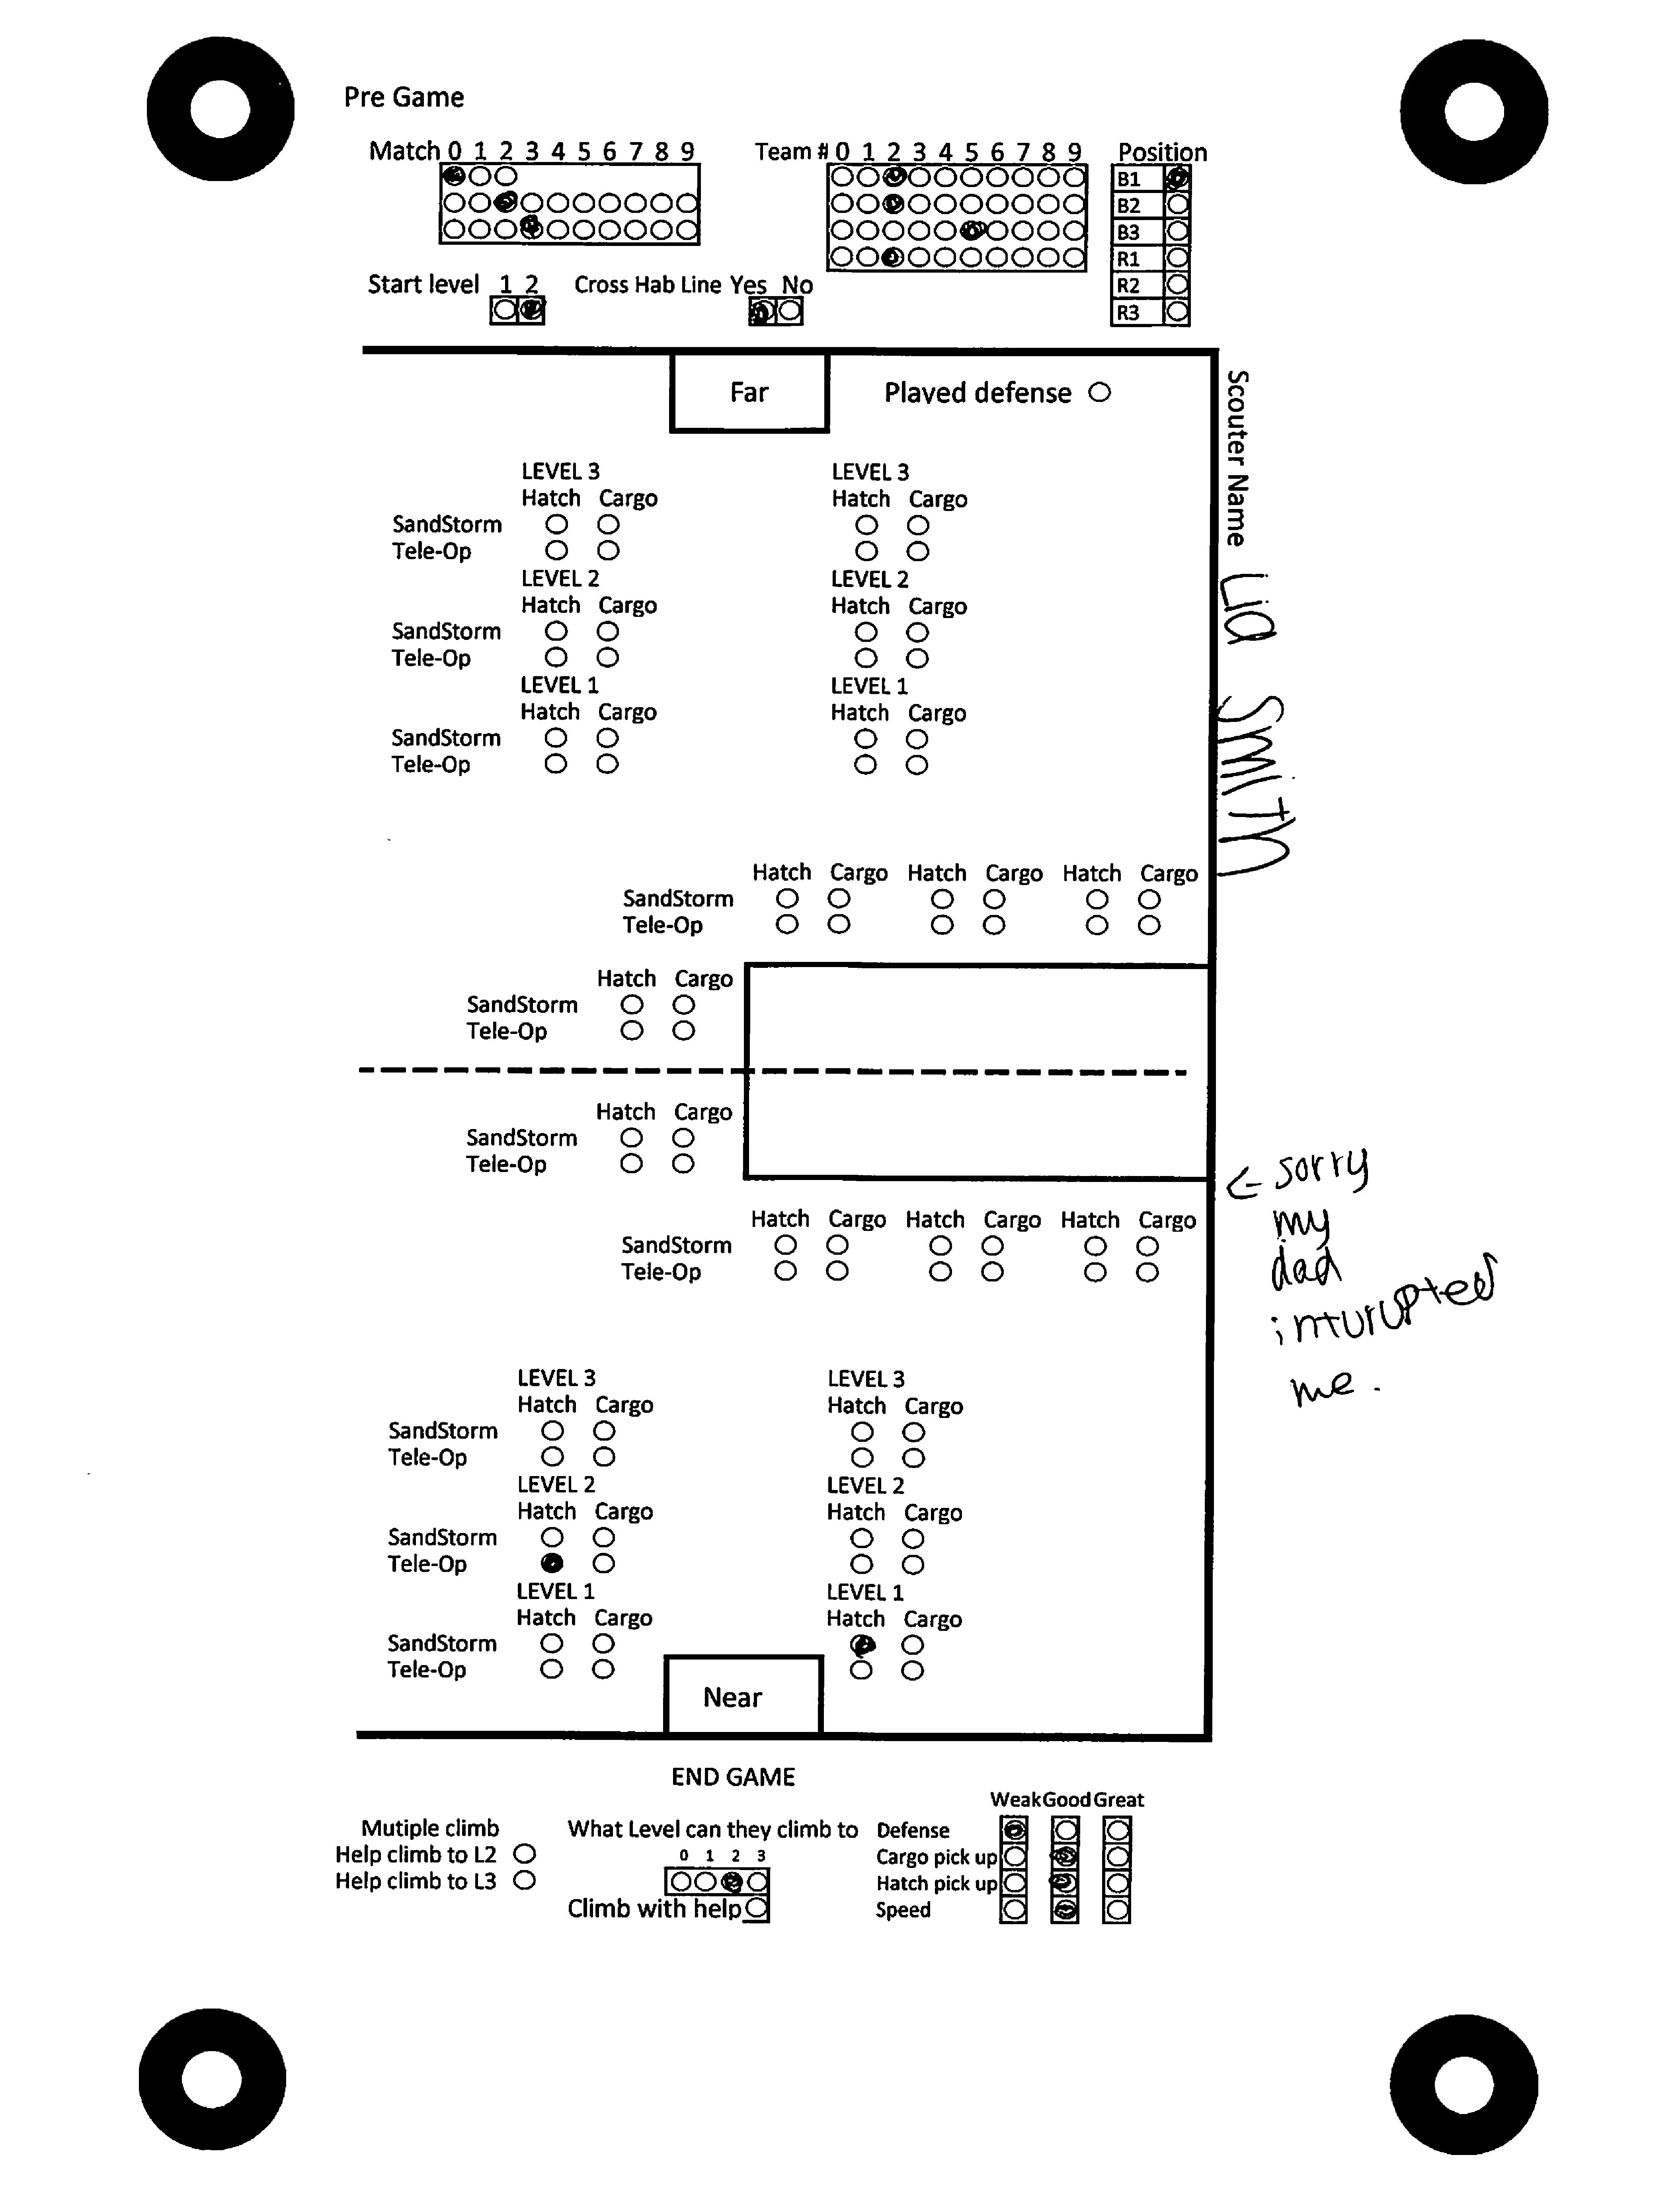 Pre Game
Match 0 1 2 3 4 5 6 7 8 9
Team # 0 1 2 3 4 5 6 7 8 9
Position
B1
B2
B3
R1
R2
R3
Start level 1 2
Cross Hab Line Yes No
Far
Played defense
Scouter Name Lia Smith
LEVEL 3 LEVEL 3
Hatch Cargo Hatch Cargo
SandStorm
Tele-Op
LEVEL 2 LEVEL 2
Hatch Cargo Hatch Cargo
SandStorm
Tele-Op
LEVEL 1 LEVEL 1
Hatch Cargo Hatch Cargo
SandStorm
Tele-Op
Hatch Cargo Hatch Cargo Hatch Cargo
SandStorm
Tele-Op
Hatch Cargo
SandStorm
Tele-Op
Hatch Cargo
SandStorm
Tele-Op
← sorry
my
dad
inturupted
me.
Hatch Cargo Hatch Cargo Hatch Cargo
SandStorm
Tele-Op
LEVEL 3 LEVEL 3
Hatch Cargo Hatch Cargo
SandStorm
Tele-Op
LEVEL 2 LEVEL 2
Hatch Cargo Hatch Cargo
SandStorm
Tele-Op
LEVEL 1 LEVEL 1
Hatch Cargo Hatch Cargo
SandStorm
Tele-Op
Near
END GAME
Mutiple climb
Help climb to L2
Help climb to L3
What Level can they climb to
0 1 2 3
Climb with help
Weak Good Great
Defense
Cargo pick up
Hatch pick up
Speed